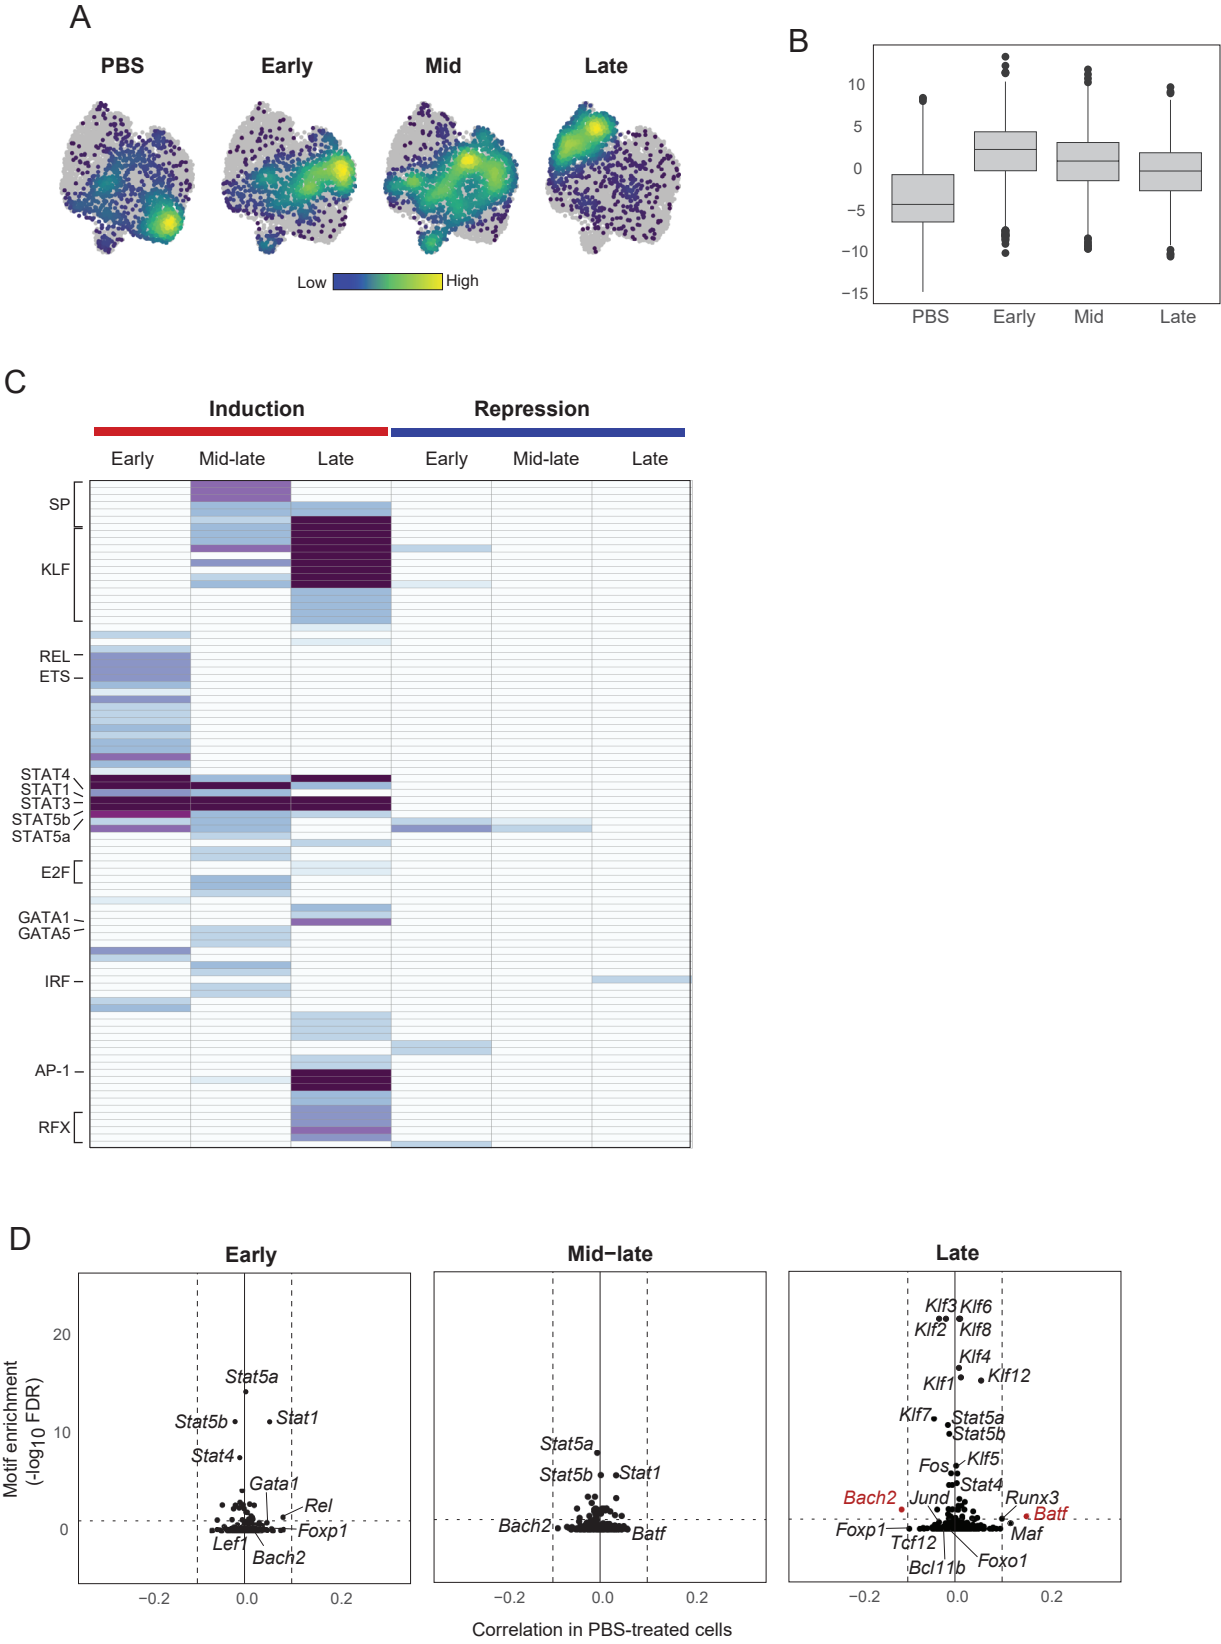 A
PBS
Early
Mid
Late
Low
High
B
10
5
0
−5
−10
−15
PBS
Early
Mid
Late
C
Induction
Repression
Early
Mid-late
Late
Early
Mid-late
Late
SP
KLF
REL
ETS
STAT4
STAT1
STAT3
STAT5b
STAT5a
E2F
GATA1
GATA5
IRF
AP-1
RFX
D
Early
Mid−late
Late
Motif enrichment
(-log10 FDR)
20
10
0
Stat5a
Stat5b
Stat1
Stat4
Gata1
Rel
Foxp1
Lef1
Bach2
−0.2
0.0
0.2
Stat5a
Stat5b
Stat1
Bach2
Batf
−0.2
0.0
0.2
Klf3
Klf6
Klf2
Klf8
Klf4
Klf1
Klf12
Klf7
Stat5a
Stat5b
Klf5
Fos
Stat4
Bach2
Jund
Runx3
Batf
Foxp1
Tcf12
Maf
Bcl11b
Foxo1
−0.2
0.0
0.2
Correlation in PBS-treated cells